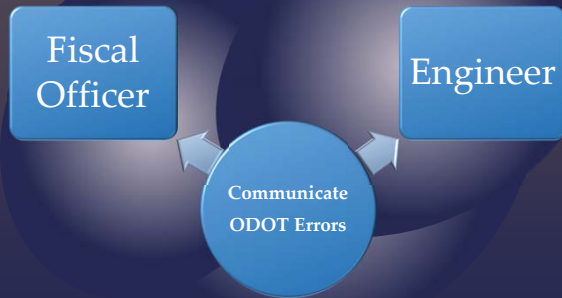 Fiscal
Officer
Engineer
Communicate
ODOT Errors